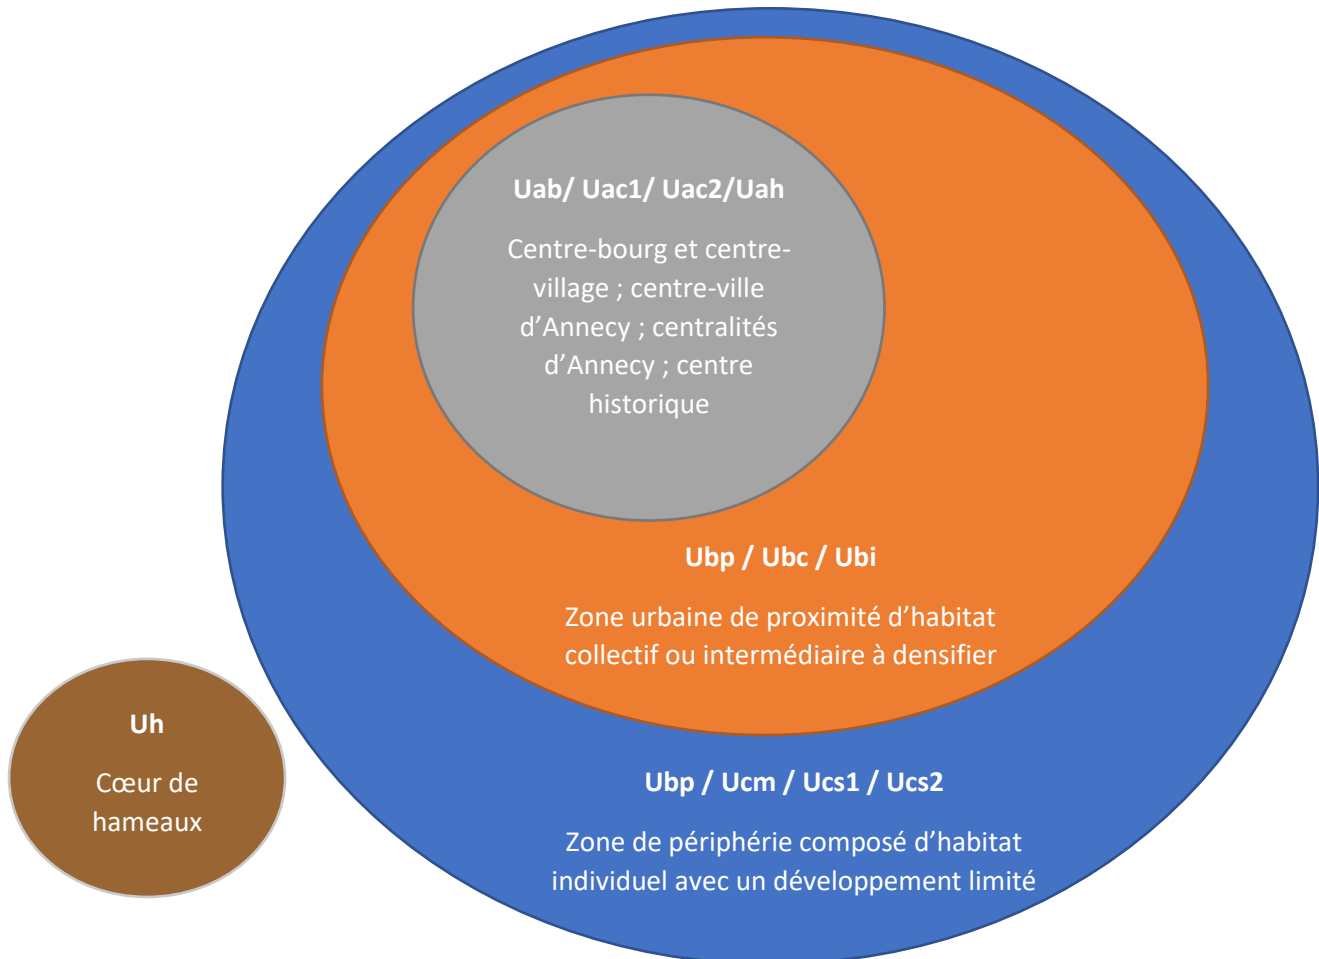 Uab/ Uac1/ Uac2/Uah
Centre-bourg et centre-
village ; centre-ville
d’Annecy ; centralités
d’Annecy ; centre
historique
Ubp / Ubc / Ubi
Zone urbaine de proximité d’habitat
collectif ou intermédiaire à densifier
Uh
Cœur de
hameaux
Ubp / Ucm / Ucs1 / Ucs2
Zone de périphérie composé d’habitat
individuel avec un développement limité